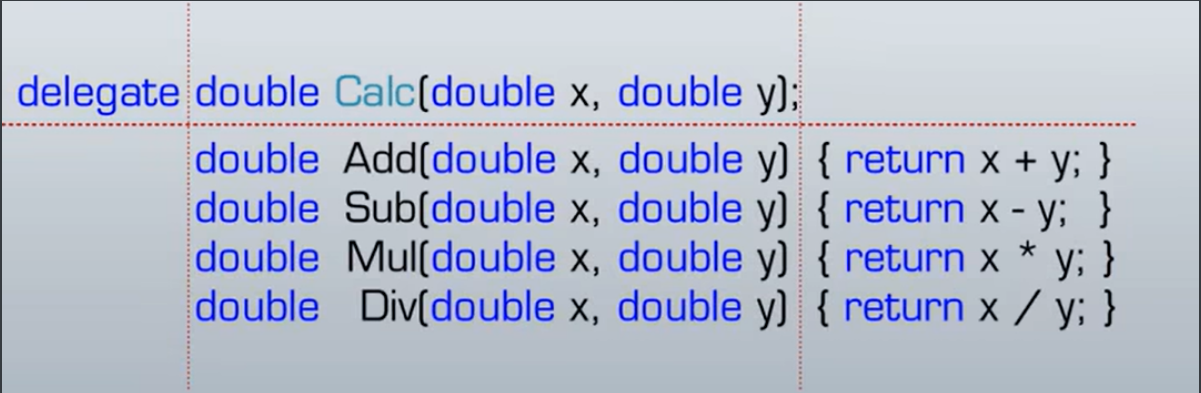 delegate double Calc(double x, double y);
double Add(double x, double y) { return x + y; }
double Sub(double x, double y) { return x - y; }
double Mul(double x, double y) { return x * y; }
double Div(double x, double y) { return x / y; }